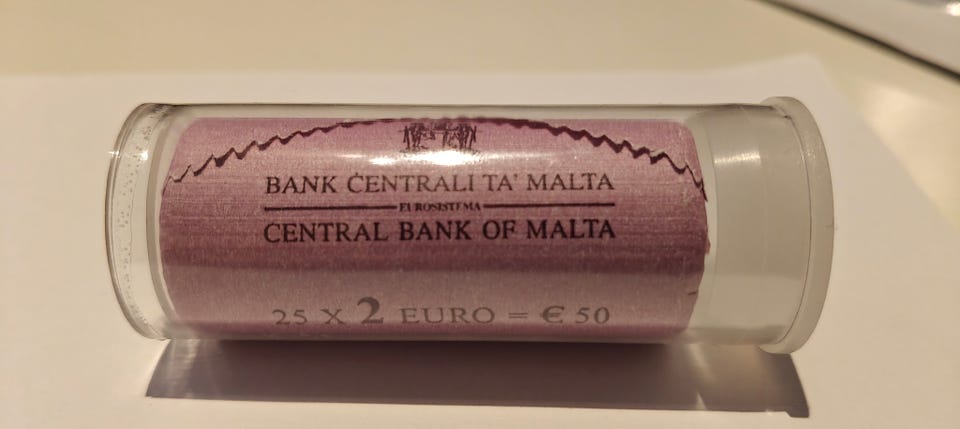 BANK ĊENTRALI TA' MALTA
EUROSISTEMA
CENTRAL BANK OF MALTA
25 X 2 EURO = € 50